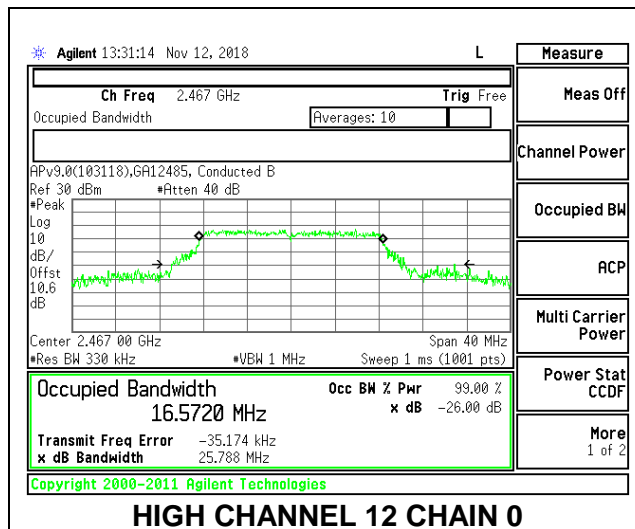 Agilent 13:31:14 Nov 12, 2018 L
Measure
Ch Freq 2.467 GHz Trig Free
Meas Off
Occupied Bandwidth Averages: 10
Channel Power
APv9.0(103118),GA12485, Conducted B
Ref 30 dBm #Atten 40 dB
#Peak
Log
10
dB/
Offst
10.6
dB
Occupied BW
ACP
Multi Carrier
Power
Center 2.467 00 GHz Span 40 MHz
#Res BW 330 kHz #VBW 1 MHz Sweep 1 ms (1001 pts)
Power Stat
CCDF
Occupied Bandwidth Occ BW % Pwr 99.00 %
16.5720 MHz x dB -26.00 dB
Transmit Freq Error -35.174 kHz
x dB Bandwidth 25.788 MHz
More
1 of 2
Copyright 2000-2011 Agilent Technologies
HIGH CHANNEL 12 CHAIN 0